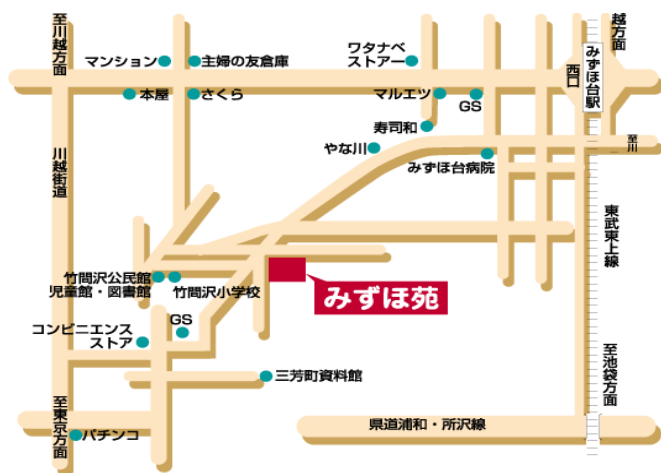 至川越方面
マンション
主婦の友倉庫
ワタナベ
ストアー
越方面
みずほ台駅
西口
本屋
さくら
マルエツ
GS
寿司和
やな川
みずほ台病院
至川
川越街道
東武東上線
竹間沢公民館
児童館・図書館
竹間沢小学校
みずほ苑
GS
コンビニエンス
ストア
三芳町資料館
至池袋方面
至東京方面
パチンコ
県道浦和・所沢線